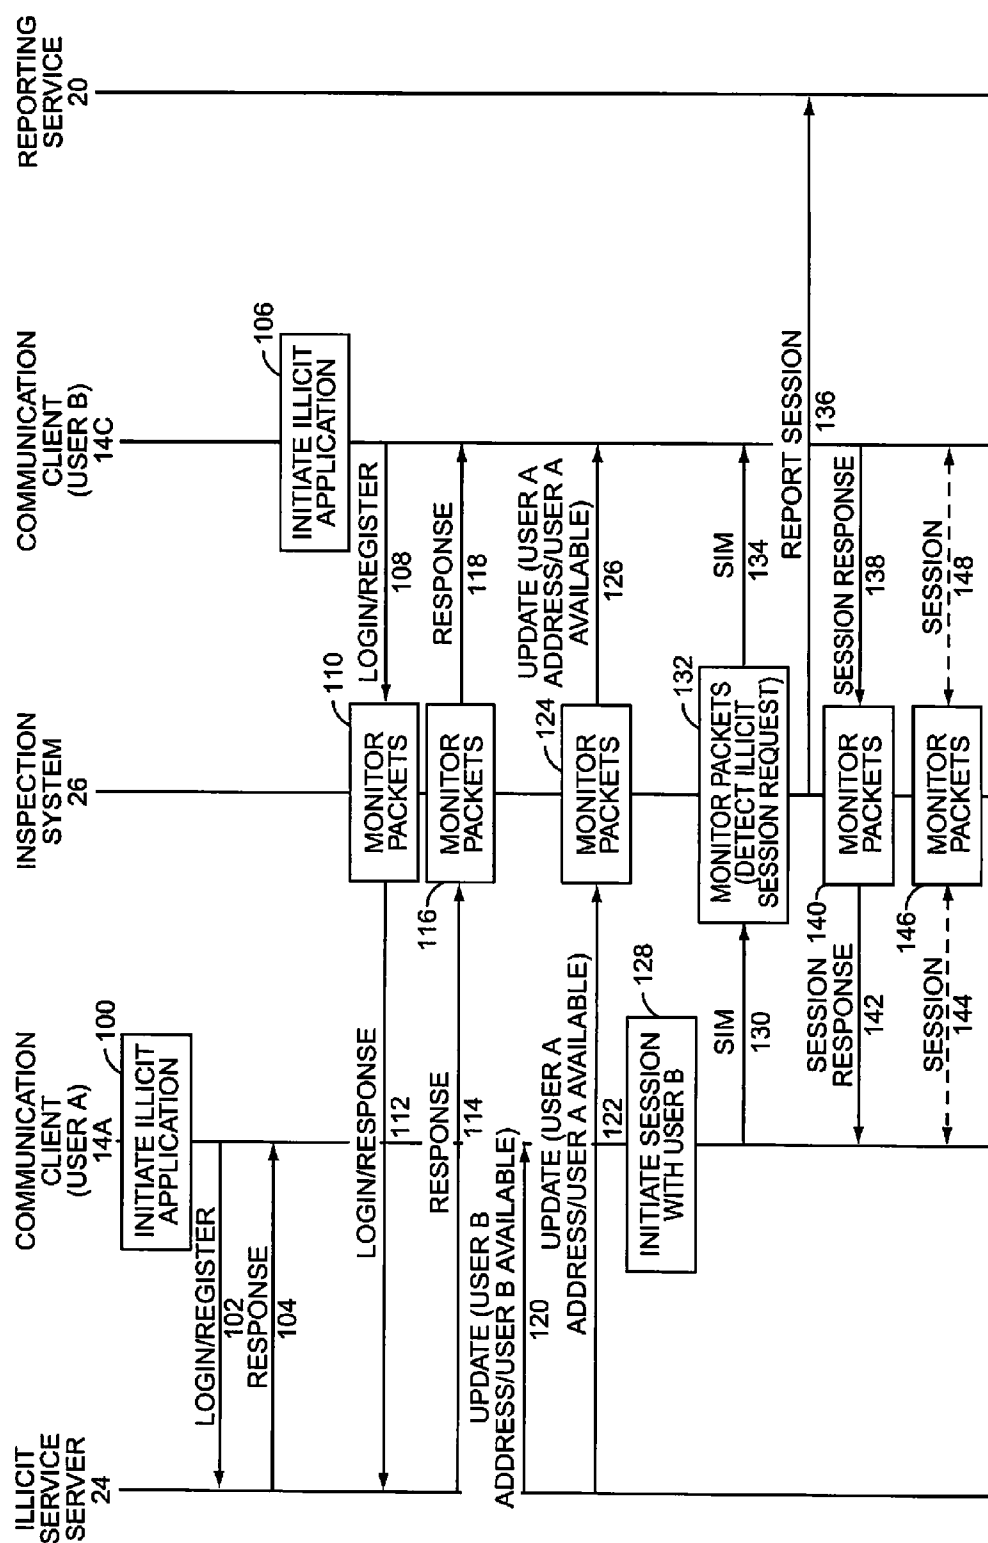 ILLICIT
SERVICE
SERVER
24
COMMUNICATION
CLIENT
(USER A)
14A
INSPECTION
SYSTEM
26
COMMUNICATION
CLIENT
(USER B)
14C
REPORTING
SERVICE
20
INITIATE ILLICIT
APPLICATION
100
LOGIN/REGISTER
102
RESPONSE
104
INITIATE ILLICIT
APPLICATION
106
LOGIN/REGISTER
108
MONITOR
PACKETS
110
LOGIN/RESPONSE
112
RESPONSE
114
MONITOR
PACKETS
116
RESPONSE
118
UPDATE (USER B
ADDRESS/USER B AVAILABLE)
120
UPDATE (USER A
ADDRESS/USER A AVAILABLE)
122
MONITOR
PACKETS
124
UPDATE (USER A
ADDRESS/USER A
AVAILABLE)
126
INITIATE SESSION
WITH USER B
128
SIM
130
MONITOR PACKETS
(DETECT ILLICIT
SESSION REQUEST)
132
SIM
134
REPORT SESSION
136
SESSION RESPONSE
138
MONITOR
PACKETS
140
SESSION
RESPONSE
142
SESSION
144
MONITOR
PACKETS
146
SESSION
148